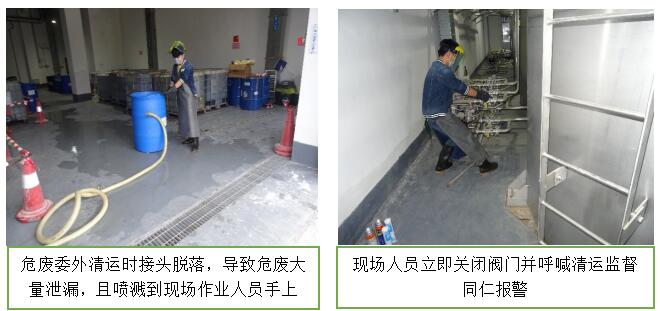 危废委外清运时接头脱落，导致危废大
量泄漏，且喷溅到现场作业人员手上
现场人员立即关闭阀门并呼喊清运监督
同仁报警